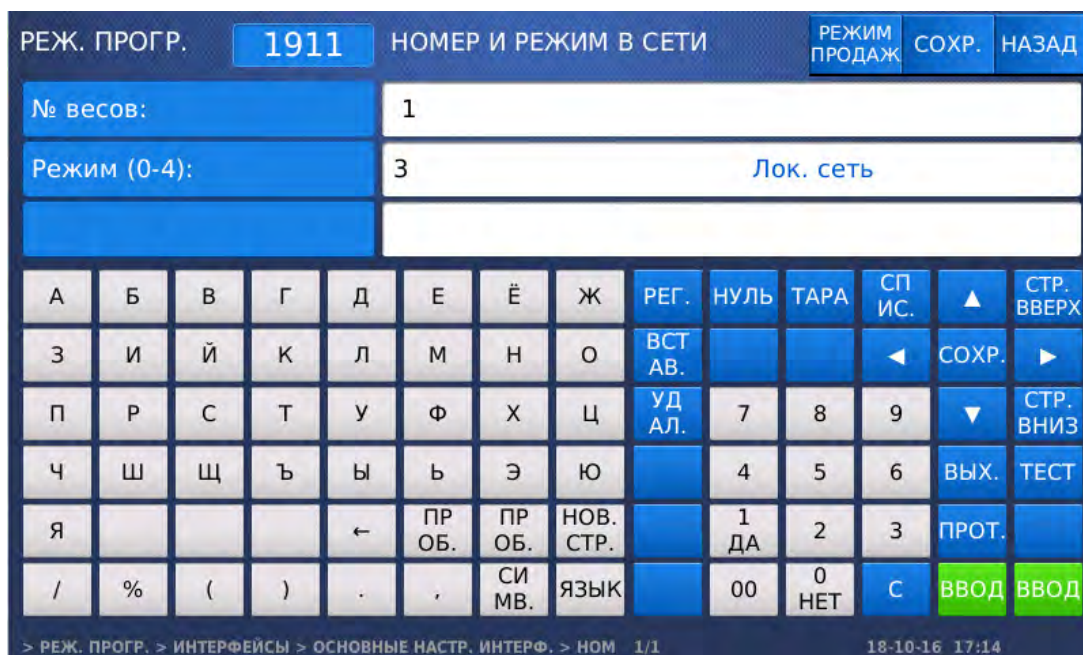 РЕЖ. ПРОГР. 1911 НОМЕР И РЕЖИМ В СЕТИ РЕЖИМ ПРОДАЖ СОХР. НАЗАД
№ весов: 1
Режим (0-4): 3 Лок. сеть
А Б В Г Д Е Ё Ж РЕГ. НУЛЬ ТАРА СП ИС. ▲ СТР. ВВЕРХ
З И Й К Л М Н О ВСТ АВ. ◀ СОХР. ▶
П Р С Т У Ф Х Ц УД АЛ. 7 8 9 ▼ СТР. ВНИЗ
Ч Ш Щ Ъ Ы Ь Э Ю 4 5 6 ВЫХ. ТЕСТ
Я ← ПР ОБ. ПР ОБ. НОВ. СТР. 1 ДА 2 3 ПРОТ.
/ % ( ) . , СИ МВ. ЯЗЫК 00 0 НЕТ C ВВОД ВВОД
> РЕЖ. ПРОГР. > ИНТЕРФЕЙСЫ > ОСНОВНЫЕ НАСТР. ИНТЕРФ. > НОМ 1/1 18-10-16 17:14